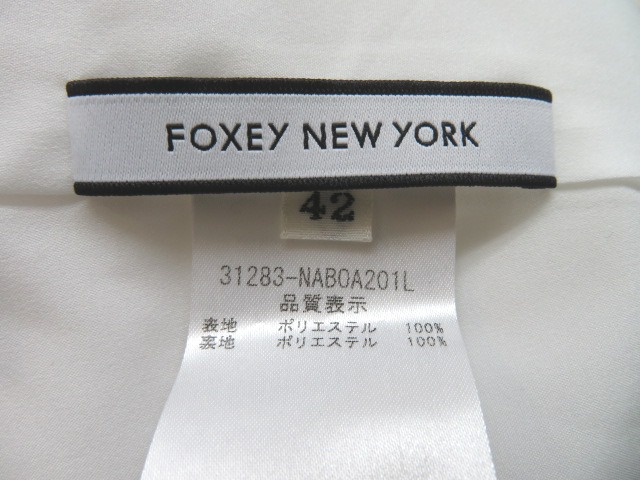 FOXEY NEW YORK
42
31283-NABOA201L
品質表示
表地 ポリエステル 100%
裏地 ポリエステル 100%